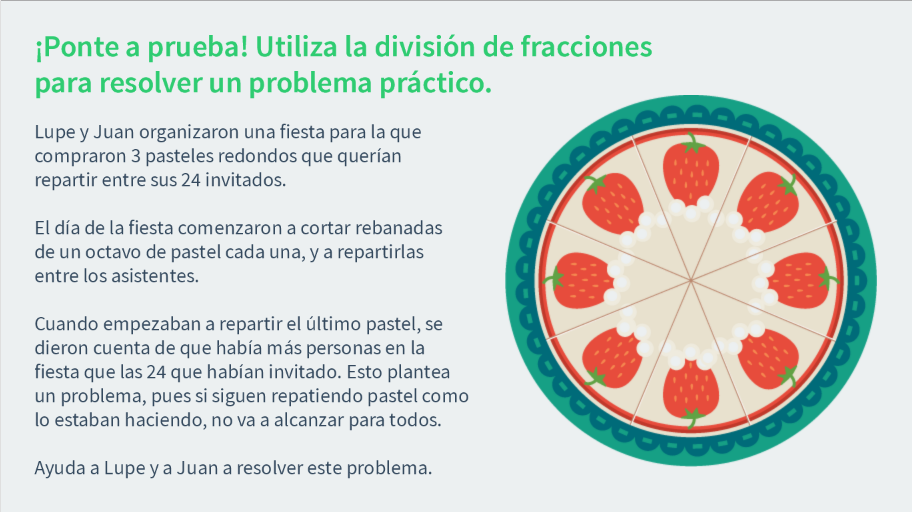 ¡Ponte a prueba! Utiliza la división de fracciones
para resolver un problema práctico.
Lupe y Juan organizaron una fiesta para la que
compraron 3 pasteles redondos que querían
repartir entre sus 24 invitados.
El día de la fiesta comenzaron a cortar rebanadas
de un octavo de pastel cada una, y a repartirlas
entre los asistentes.
Cuando empezaban a repartir el último pastel, se
dieron cuenta de que había más personas en la
fiesta que las 24 que habían invitado. Esto plantea
un problema, pues si siguen repatiendo pastel como
lo estaban haciendo, no va a alcanzar para todos.
Ayuda a Lupe y a Juan a resolver este problema.